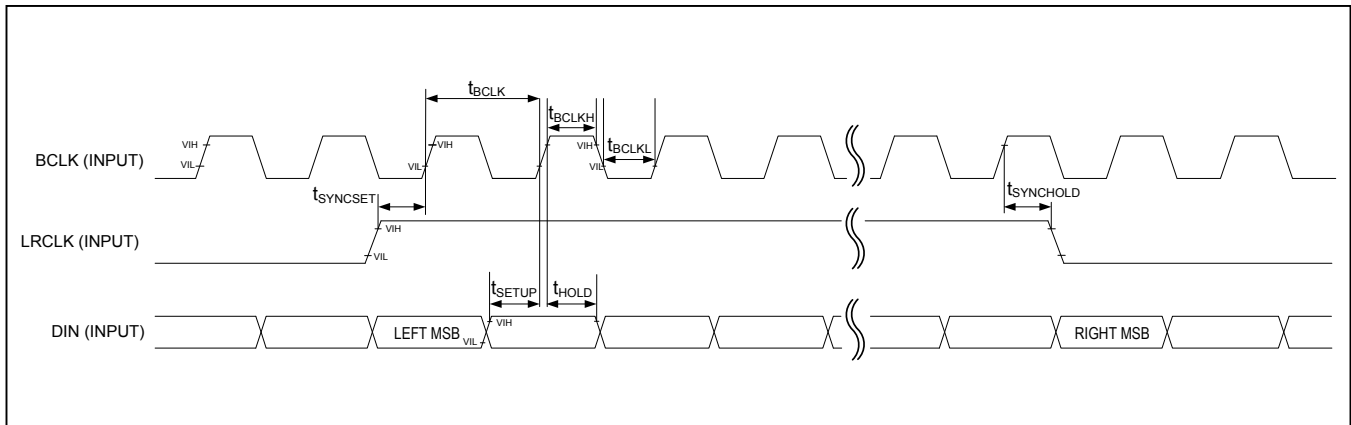 tBCLK
tBCLKH
VIH
VIH
VIH
BCLK (INPUT)
VIL
VIL
VIL
tBCLKL
tSYNCSET
tSYNCHOLD
VIH
LRCLK (INPUT)
VIL
tSETUP
tHOLD
VIH
DIN (INPUT)
LEFT MSB
VIL
RIGHT MSB